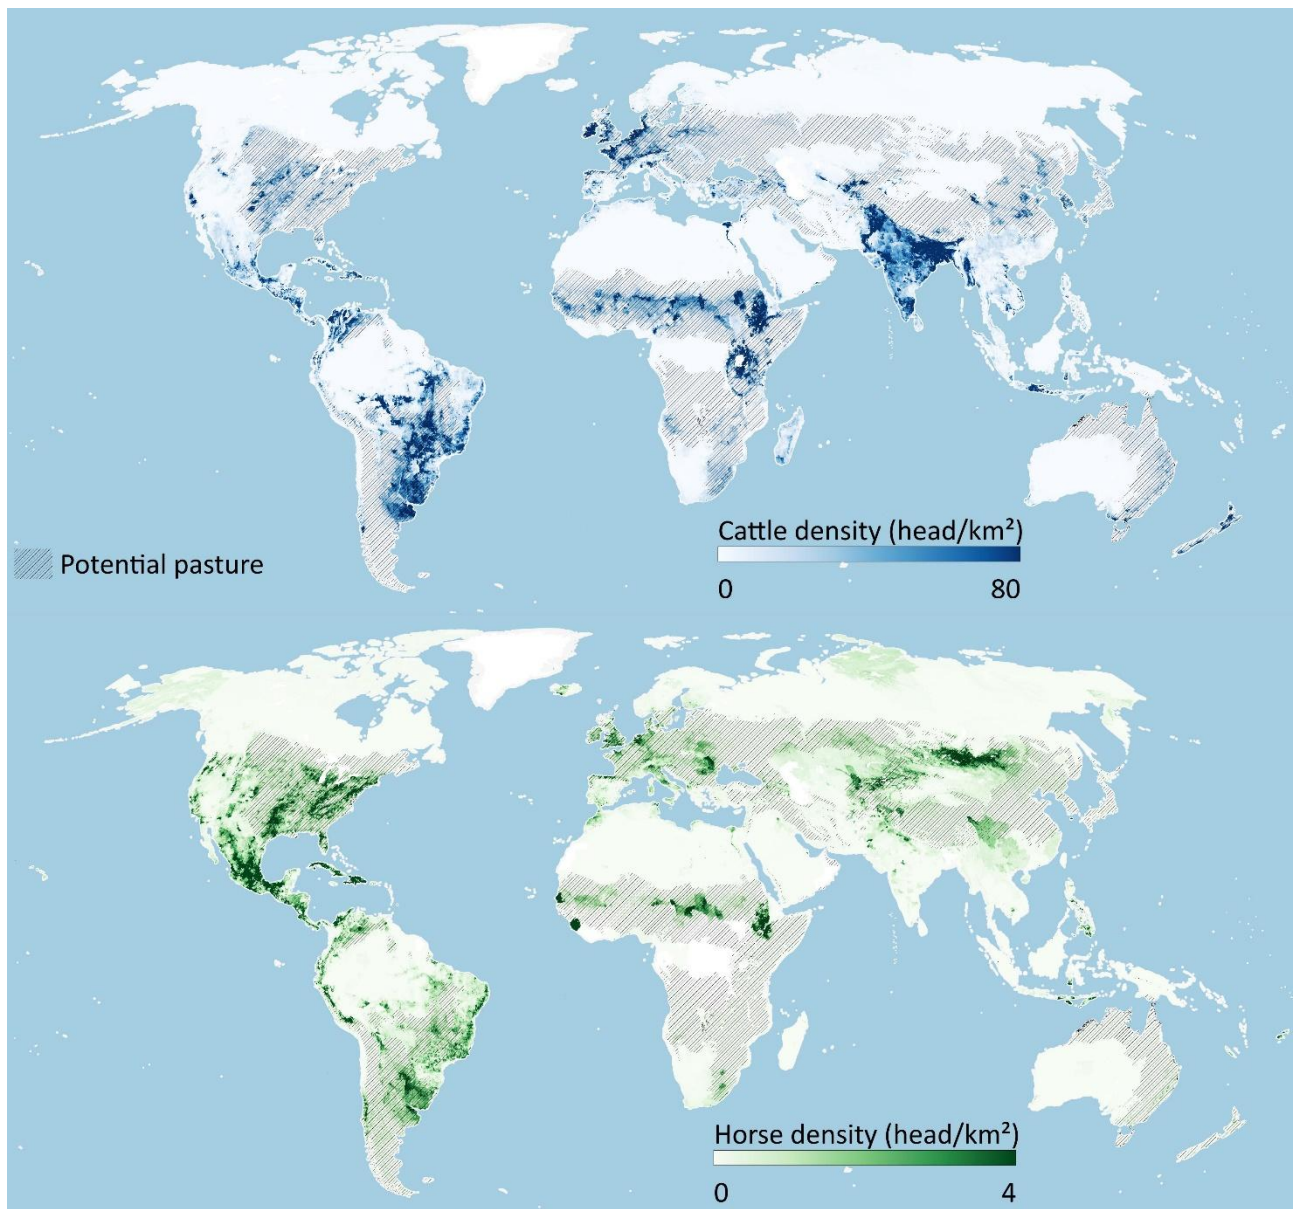 Cattle density (head/km²)
0 80
Potential pasture
Horse density (head/km²)
0 4